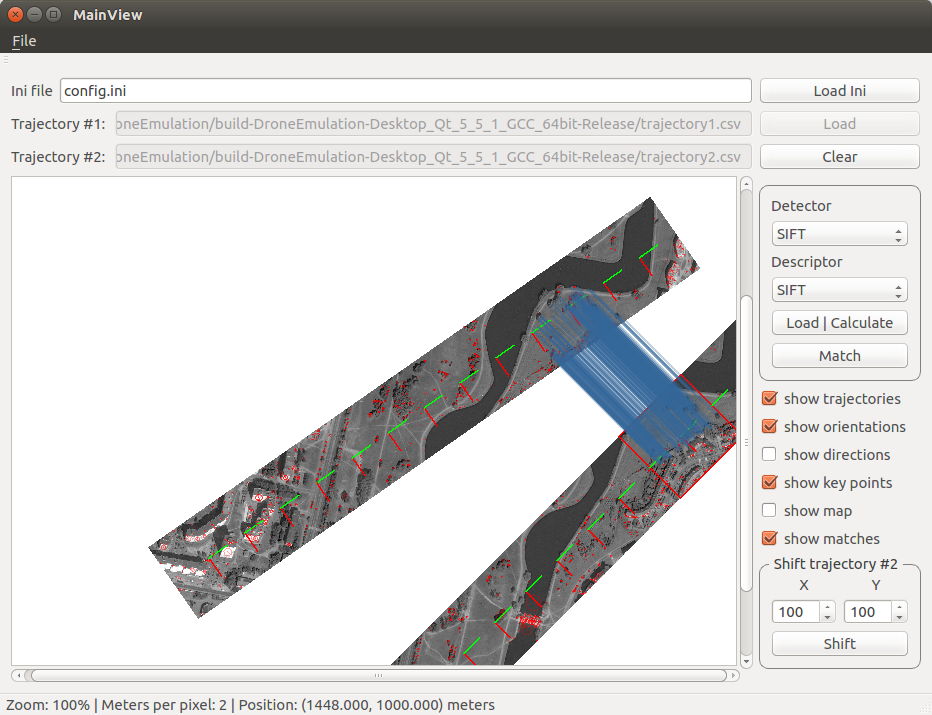 MainView
File
Ini file config.ini Load Ini
Trajectory #1: oneEmulation/build-DroneEmulation-Desktop_Qt_5_5_1_GCC_64bit-Release/trajectory1.csv Load
Trajectory #2: oneEmulation/build-DroneEmulation-Desktop_Qt_5_5_1_GCC_64bit-Release/trajectory2.csv Clear
Detector
SIFT
Descriptor
SIFT
Load | Calculate
Match
show trajectories
show orientations
show directions
show key points
show map
show matches
Shift trajectory #2
X Y
100 100
Shift
Zoom: 100% | Meters per pixel: 2 | Position: (1448.000, 1000.000) meters